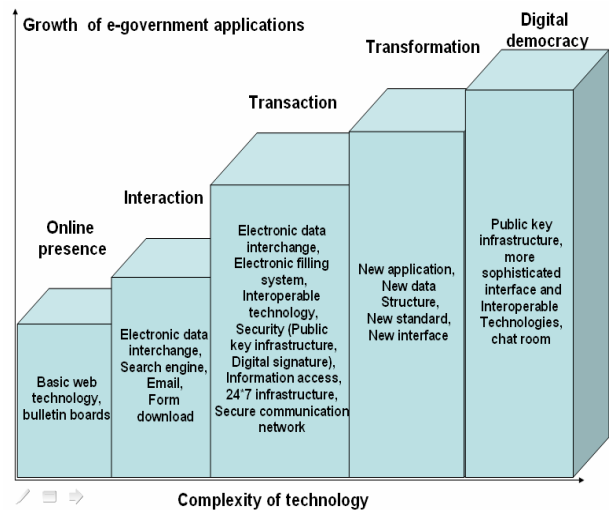 Growth of e-government applications
Digital
democracy
Transformation
Transaction
Interaction
Online
presence
Basic web
technology,
bulletin boards
Electronic data
interchange,
Search engine,
Email,
Form
download
Electronic data
interchange,
Electronic filling
system,
Interoperable
technology,
Security (Public
key infrastructure,
Digital signature),
Information access,
24*7 infrastructure,
Secure communication
network
New application,
New data
Structure,
New standard,
New interface
Public key
infrastructure,
more
sophisticated
interface and
Interoperable
Technologies,
chat room
Complexity of technology